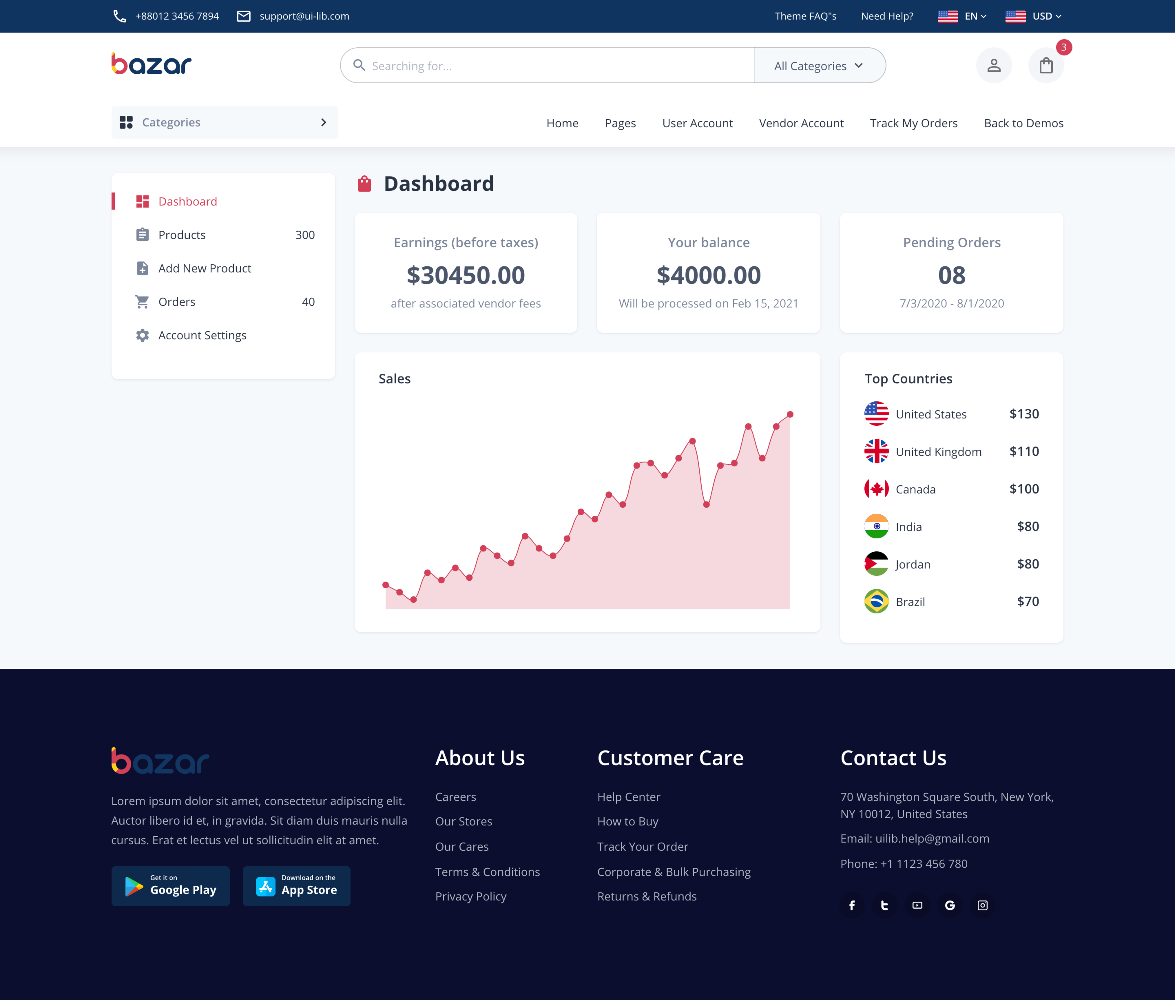 +88012 3456 7894
support@ui-lib.com
Theme FAQ"s
Need Help?
EN
USD
bazar
Searching for...
All Categories
3
Categories
Home
Pages
User Account
Vendor Account
Track My Orders
Back to Demos
Dashboard
Products 300
Add New Product
Orders 40
Account Settings
Dashboard
Earnings (before taxes)
$30450.00
after associated vendor fees
Your balance
$4000.00
Will be processed on Feb 15, 2021
Pending Orders
08
7/3/2020 - 8/1/2020
Sales
Top Countries
United States $130
United Kingdom $110
Canada $100
India $80
Jordan $80
Brazil $70
bazar
Lorem ipsum dolor sit amet, consectetur adipiscing elit.
Auctor libero id et, in gravida. Sit diam duis mauris nulla
cursus. Erat et lectus vel ut sollicitudin elit at amet.
Get it on
Google Play
Download on the
App Store
About Us
Careers
Our Stores
Our Cares
Terms & Conditions
Privacy Policy
Customer Care
Help Center
How to Buy
Track Your Order
Corporate & Bulk Purchasing
Returns & Refunds
Contact Us
70 Washington Square South, New York,
NY 10012, United States
Email: uilib.help@gmail.com
Phone: +1 1123 456 780